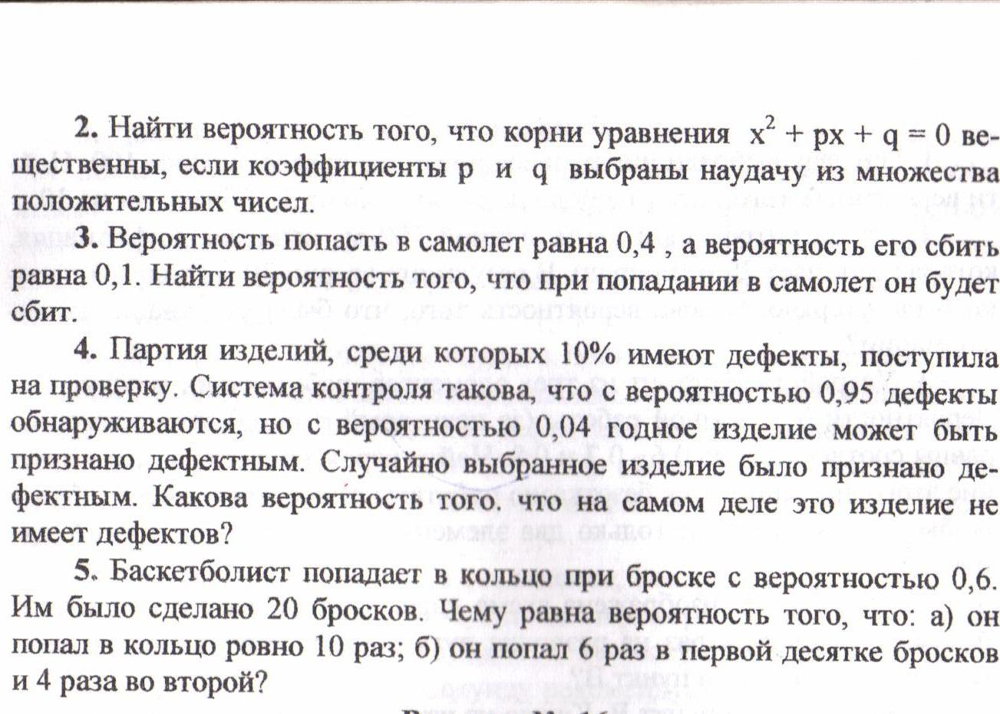 2. Найти вероятность того, что корни уравнения x² + px + q = 0 ве-
щественны, если коэффициенты p и q выбраны наудачу из множества
положительных чисел.
3. Вероятность попасть в самолет равна 0,4 , а вероятность его сбить
равна 0,1. Найти вероятность того, что при попадании в самолет он будет
сбит.
4. Партия изделий, среди которых 10% имеют дефекты, поступила
на проверку. Система контроля такова, что с вероятностью 0,95 дефекты
обнаруживаются, но с вероятностью 0,04 годное изделие может быть
признано дефектным. Случайно выбранное изделие было признано де-
фектным. Какова вероятность того. что на самом деле это изделие не
имеет дефектов?
5. Баскетболист попадает в кольцо при броске с вероятностью 0,6.
Им было сделано 20 бросков. Чему равна вероятность того, что: а) он
попал в кольцо ровно 10 раз; б) он попал 6 раз в первой десятке бросков
и 4 раза во второй?